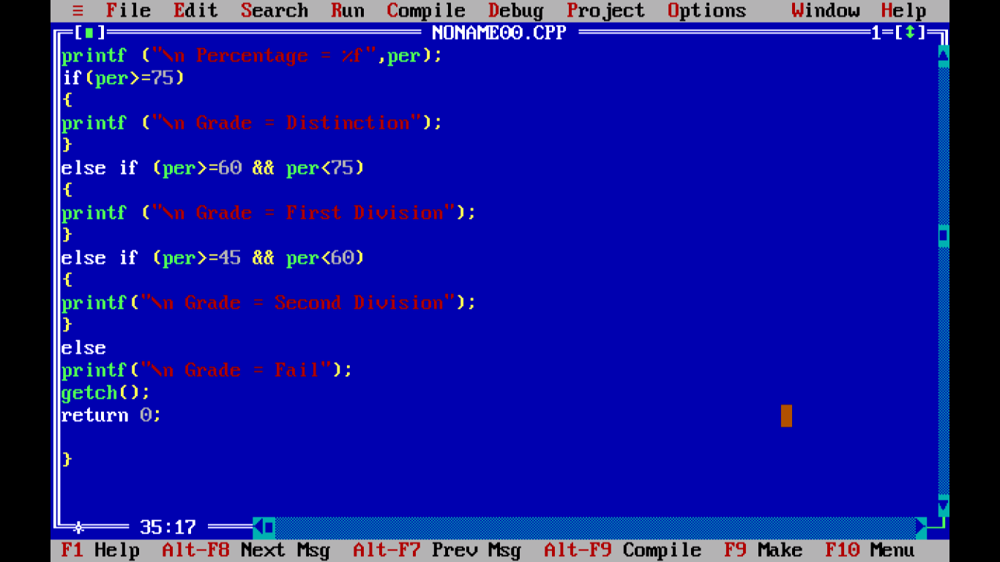 ≡ File Edit Search Run Compile Debug Project Options Window Help
[■] NONAME00.CPP 1=[↕]
printf ("\n Percentage = %f",per);
if(per>=75)
{
printf ("\n Grade = Distinction");
}
else if (per>=60 && per<75)
{
printf ("\n Grade = First Division");
}
else if (per>=45 && per<60)
{
printf("\n Grade = Second Division");
}
else
printf("\n Grade = Fail");
getch();
return 0;
}
35:17
F1 Help Alt-F8 Next Msg Alt-F7 Prev Msg Alt-F9 Compile F9 Make F10 Menu